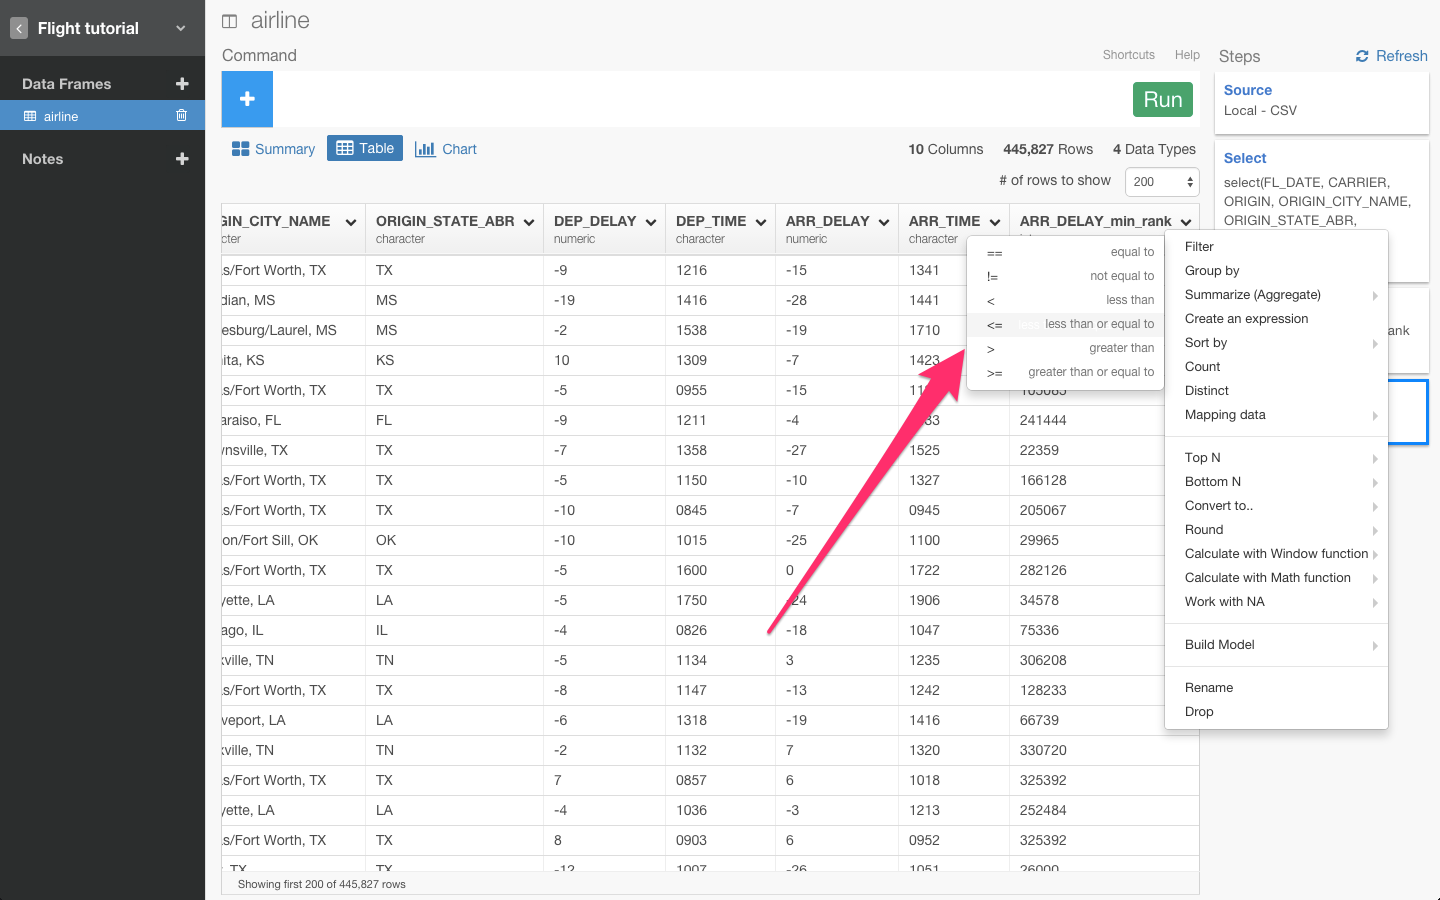 Flight tutorial
Data Frames
airline
Notes
airline
Command
Shortcuts Help
Run
Summary Table Chart
10 Columns 445,827 Rows 4 Data Types
# of rows to show 200
GIN_CITY_NAME ORIGIN_STATE_ABR DEP_DELAY DEP_TIME ARR_DELAY ARR_TIME ARR_DELAY_min_rank
cter character numeric character numeric character
s/Fort Worth, TX TX -9 1216 -15 1341
dian, MS MS -19 1416 -28 1441
esburg/Laurel, MS MS -2 1538 -19 1710
ita, KS KS 10 1309 -7 1423
s/Fort Worth, TX TX -5 0955 -15
araiso, FL FL -9 1211 -4 33 241444
vnsville, TX TX -7 1358 -27 1525 22359
s/Fort Worth, TX TX -5 1150 -10 1327 166128
s/Fort Worth, TX TX -10 0845 -7 0945 205067
on/Fort Sill, OK OK -10 1015 -25 1100 29965
s/Fort Worth, TX TX -5 1600 0 1722 282126
yette, LA LA -5 1750 -24 1906 34578
ago, IL IL -4 0826 -18 1047 75336
ville, TN TN -5 1134 3 1235 306208
s/Fort Worth, TX TX -8 1147 -13 1242 128233
veport, LA LA -6 1318 -19 1416 66739
ville, TN TN -2 1132 7 1320 330720
s/Fort Worth, TX TX 7 0857 6 1018 325392
yette, LA LA -4 1036 -3 1213 252484
s/Fort Worth, TX TX 8 0903 6 0952 325392
, TX TX -12 1007 -26 1051 26000
Showing first 200 of 445,827 rows
== equal to
!= not equal to
< less than
<= less than or equal to
> greater than
>= greater than or equal to
Filter
Group by
Summarize (Aggregate)
Create an expression
Sort by
Count
Distinct
Mapping data
Top N
Bottom N
Convert to..
Round
Calculate with Window function
Calculate with Math function
Work with NA
Build Model
Rename
Drop
Steps Refresh
Source
Local - CSV
Select
select(FL_DATE, CARRIER,
ORIGIN, ORIGIN_CITY_NAME,
ORIGIN_STATE_ABR,
ank